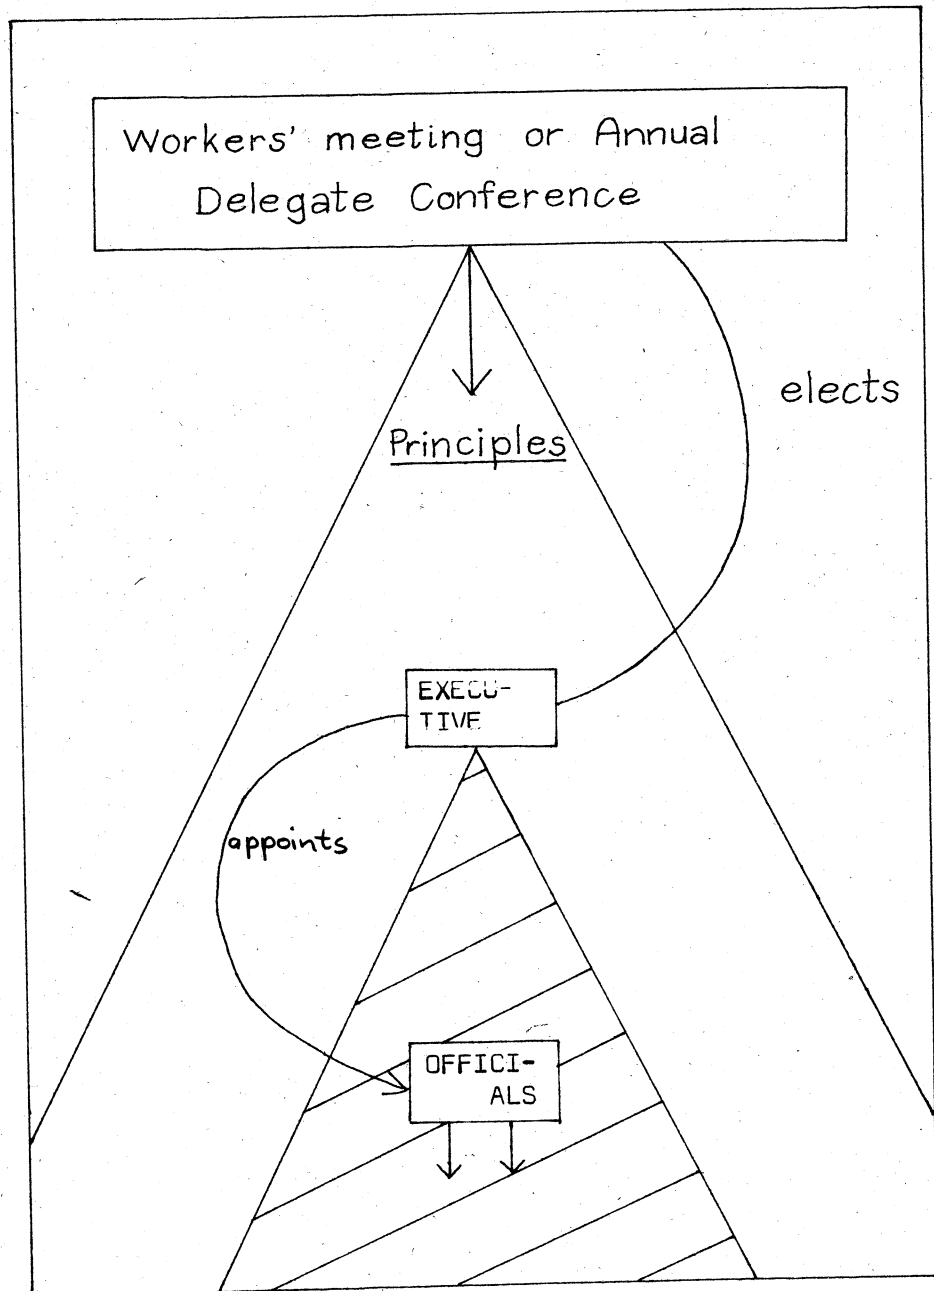 Workers' meeting or Annual
Delegate Conference
elects
Principles
EXECU-
TIVE
appoints
OFFICI-
ALS